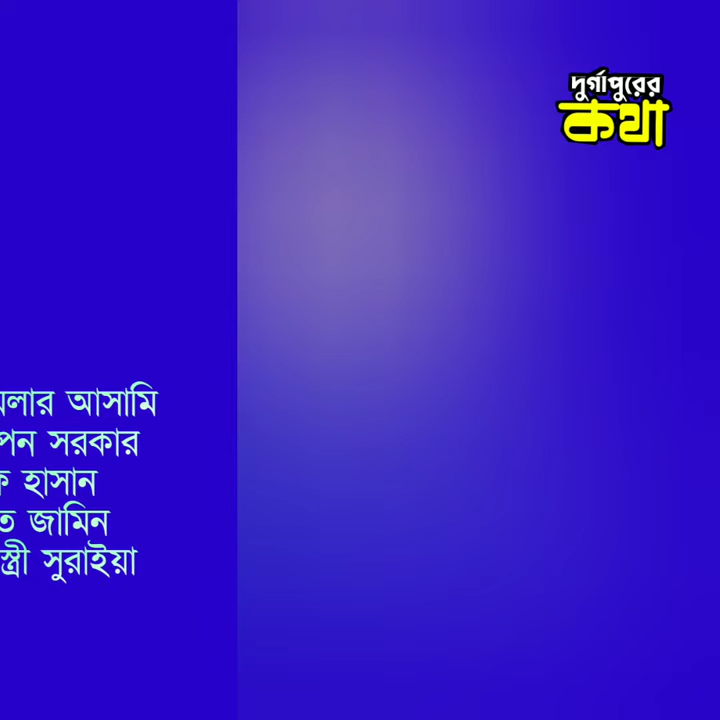 দুর্গাপুরের
কথা
আসামি
সরকার
হাসান
জামিন
স্ত্রী সুরাইয়া